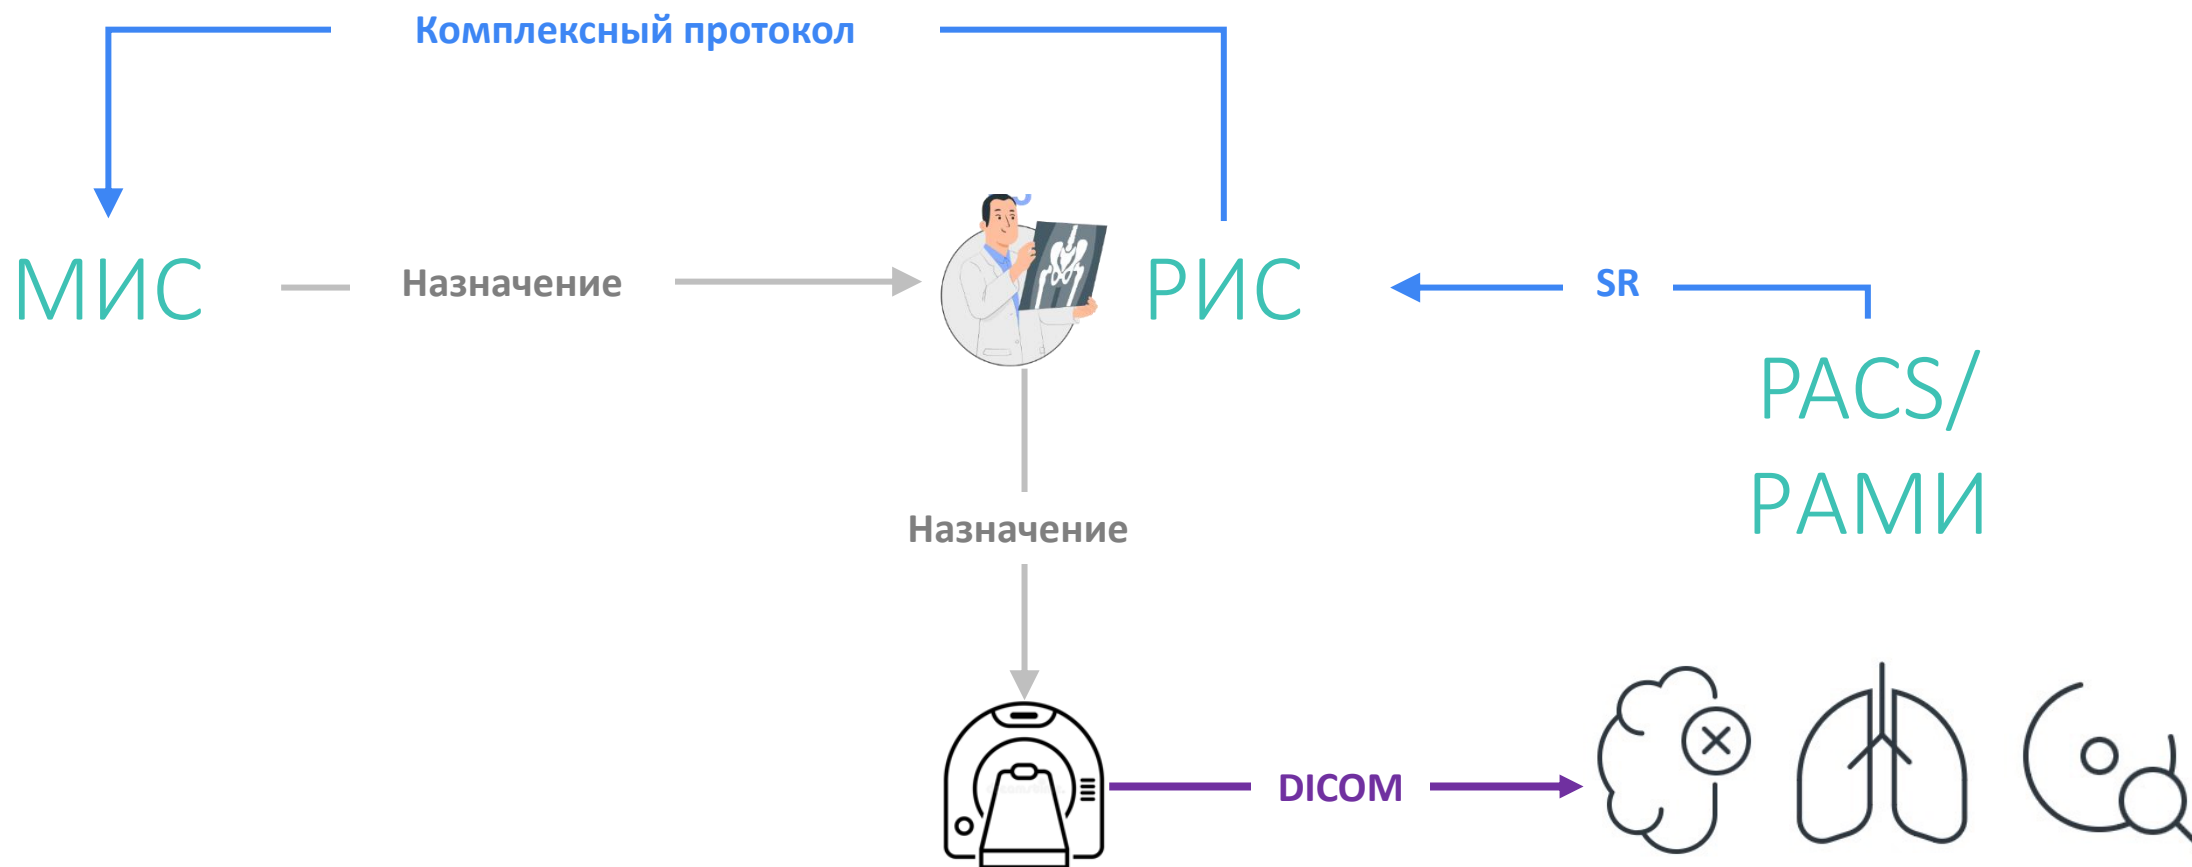 Комплексный протокол
МИС
Назначение
РИС
SR
PACS/
РАМИ
Назначение
DICOM